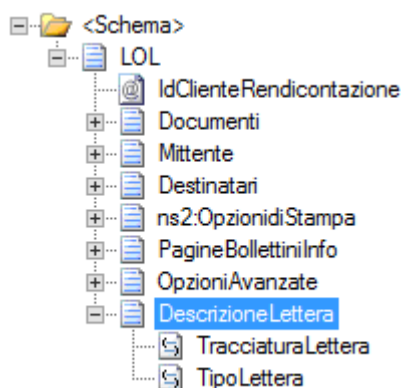 <Schema>
LOL
IdClienteRendicontazione
Documenti
Mittente
Destinatari
ns2:OpzionidiStampa
PagineBollettiniInfo
OpzioniAvanzate
DescrizioneLettera
TracciaturaLettera
TipoLettera